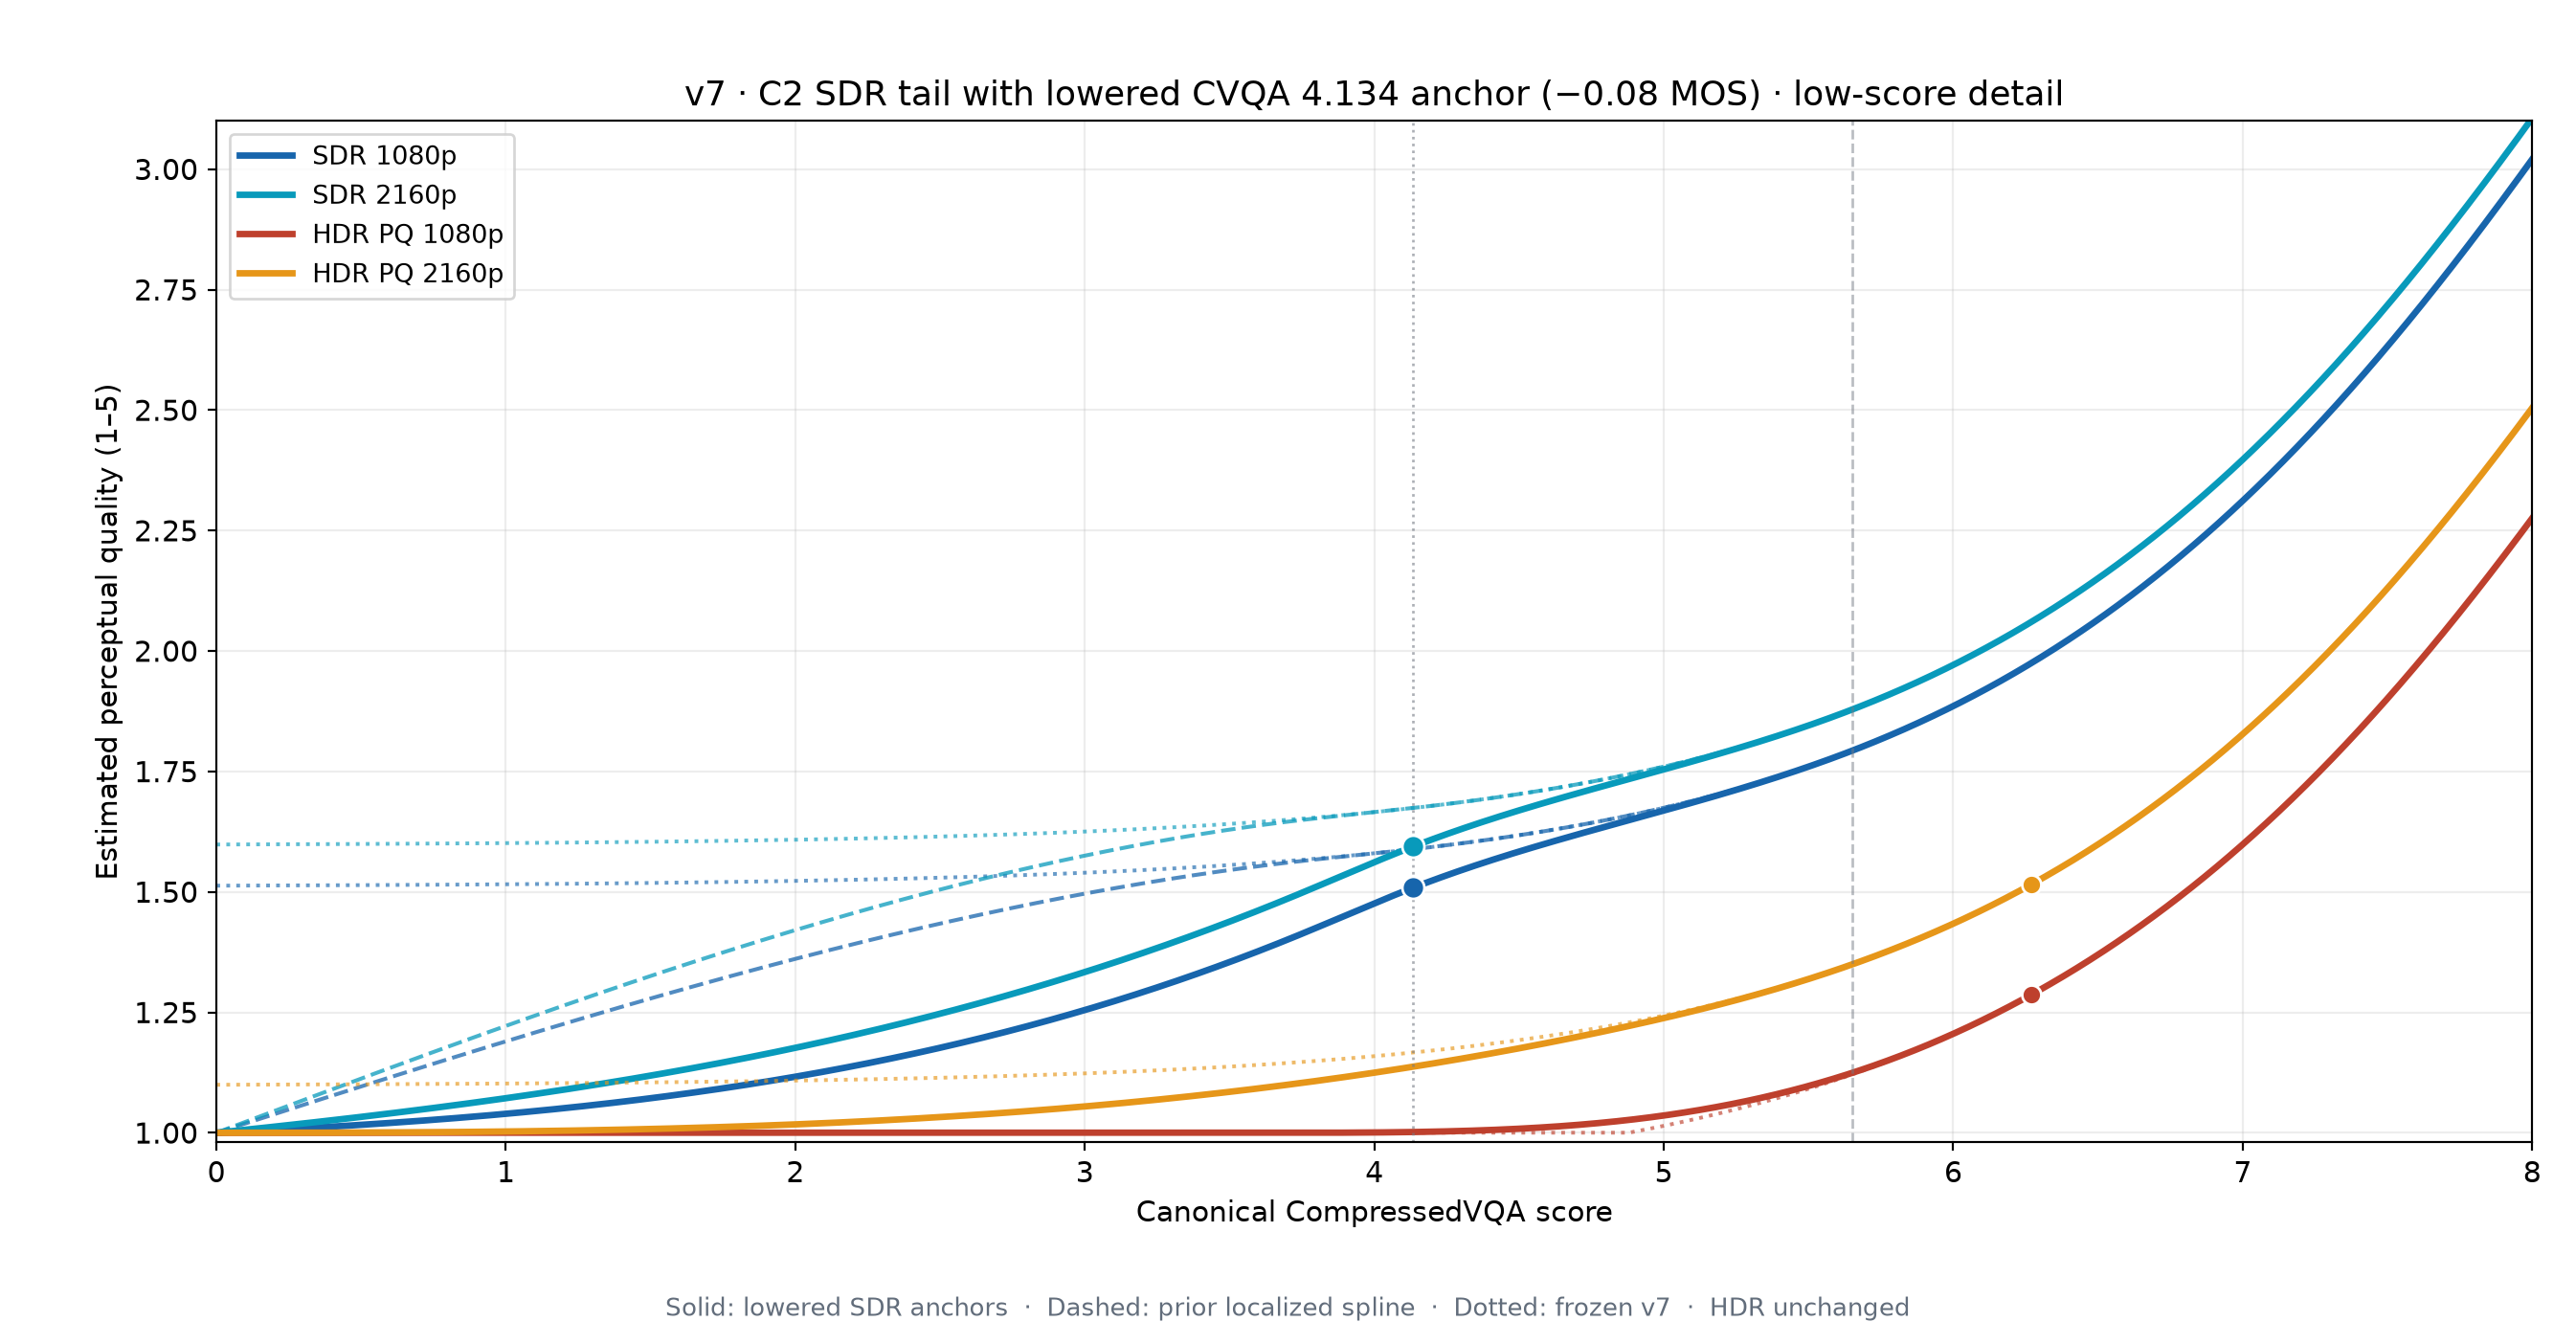 v7 · C2 SDR tail with lowered CVQA 4.134 anchor (−0.08 MOS) · low-score detail
SDR 1080p
SDR 2160p
HDR PQ 1080p
HDR PQ 2160p
Estimated perceptual quality (1–5)
3.00
2.75
2.50
2.25
2.00
1.75
1.50
1.25
1.00
0 1 2 3 4 5 6 7 8
Canonical CompressedVQA score
Solid: lowered SDR anchors · Dashed: prior localized spline · Dotted: frozen v7 · HDR unchanged